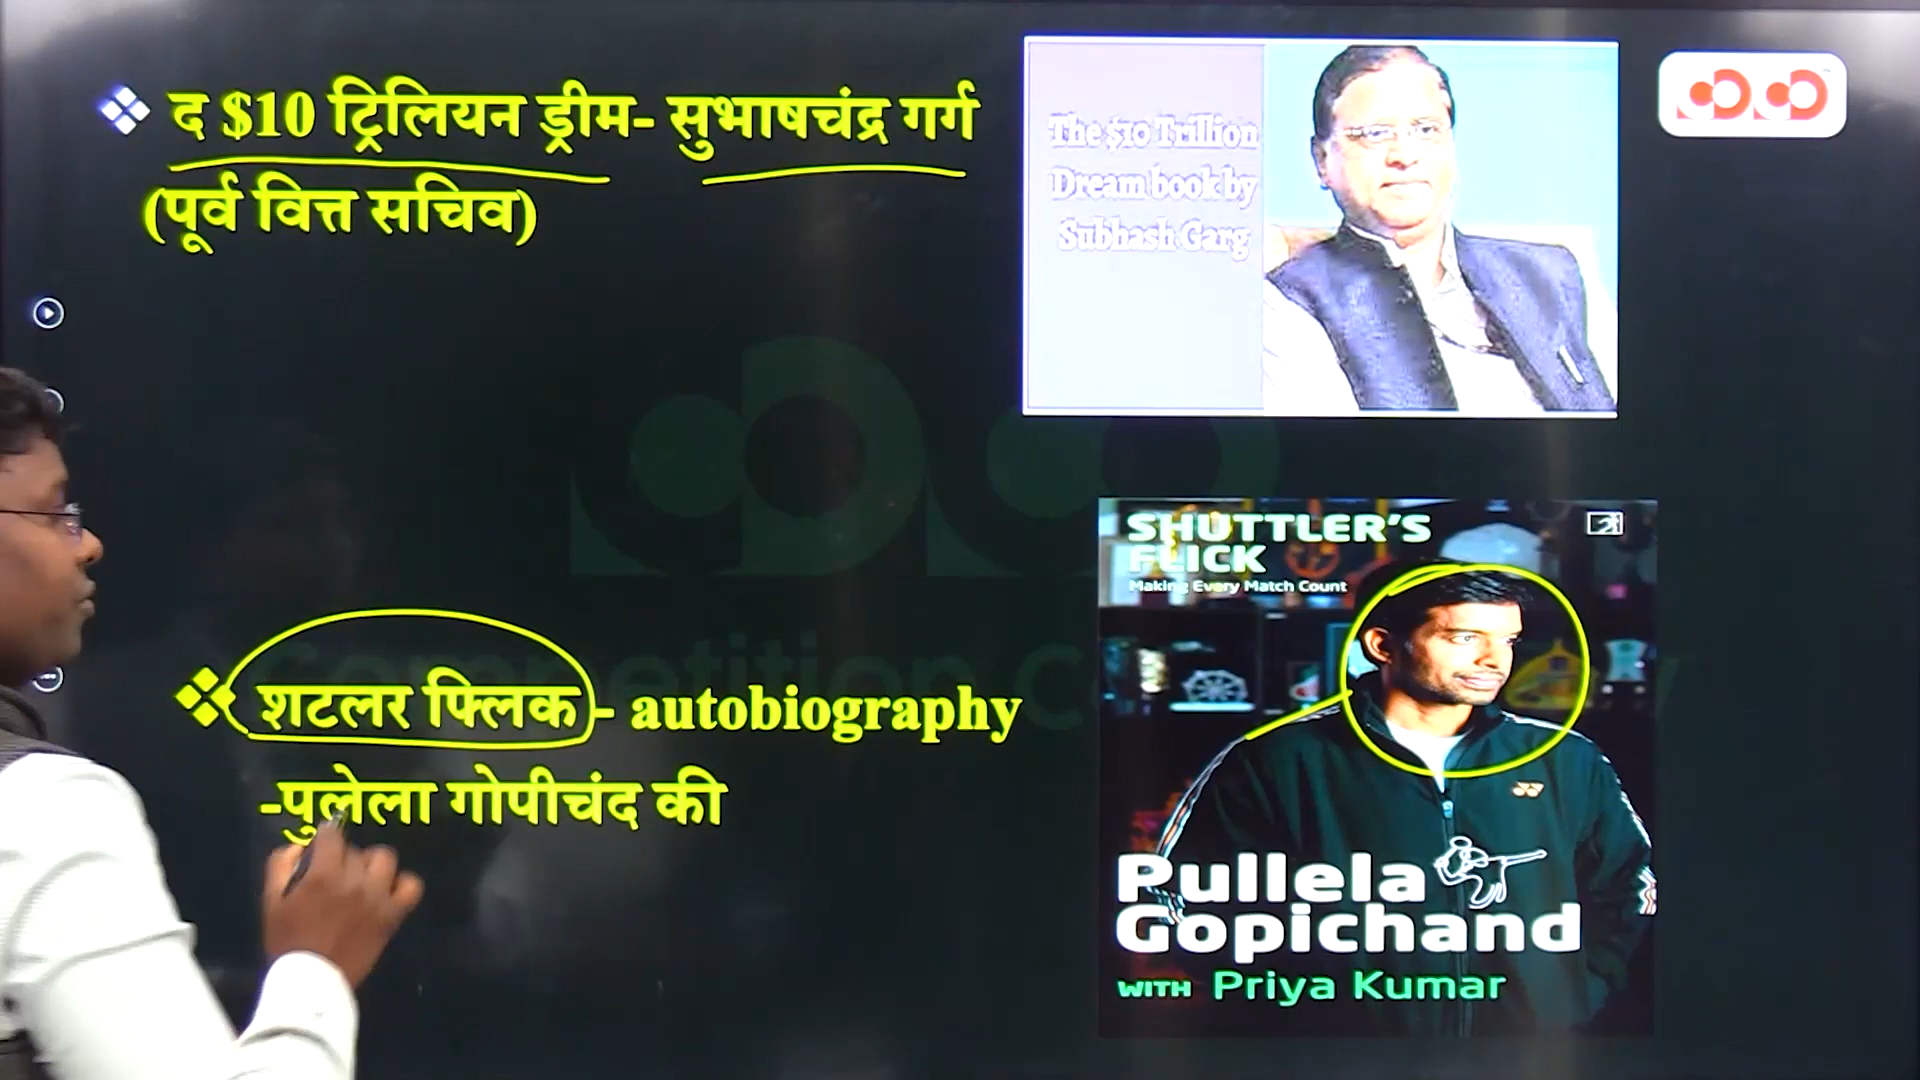 द $10 ट्रिलियन ड्रीम- सुभाषचंद्र गर्ग
(पूर्व वित्त सचिव)
The $10 Trillion
Dream book by
Subhash Garg
शटलर फ्लिक - autobiography
-पुलेला गोपीचंद की
SHUTTLER'S
FLICK
Making Every Match Count
Pullela
Gopichand
WITH Priya Kumar